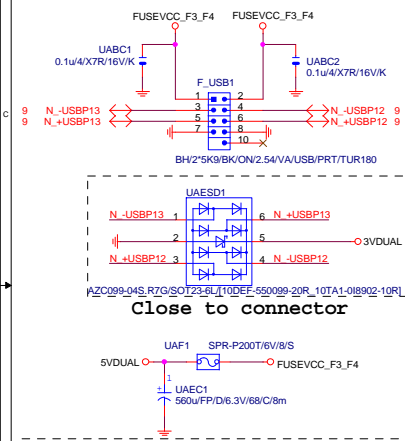 FUSEVCC_F3_F4 FUSEVCC_F3_F4
UABC1
0.1u/4/X7R/16V/K
UABC2
0.1u/4/X7R/16V/K
F_USB1
1 2
C 9 N_-USBP13 3 4 N_-USBP12 9
9 N_+USBP13 5 6 N_+USBP12 9
7 8
10
BH/2*5K9/BK/ON/2.54/VA/USB/PRT/TUR180
UAESD1
N_-USBP13 1 6 N_+USBP13
2 5 3VDUAL
N_+USBP12 3 4 N_-USBP12
AZC099-04S.R7G/SOT23-6L/[10DEF-550099-20R_10TA1-0I8902-10R]
Close to connector
UAF1 SPR-P200T/6V/8/S
5VDUAL FUSEVCC_F3_F4
1
+ UAEC1
560u/FP/D/6.3V/68/C/8m